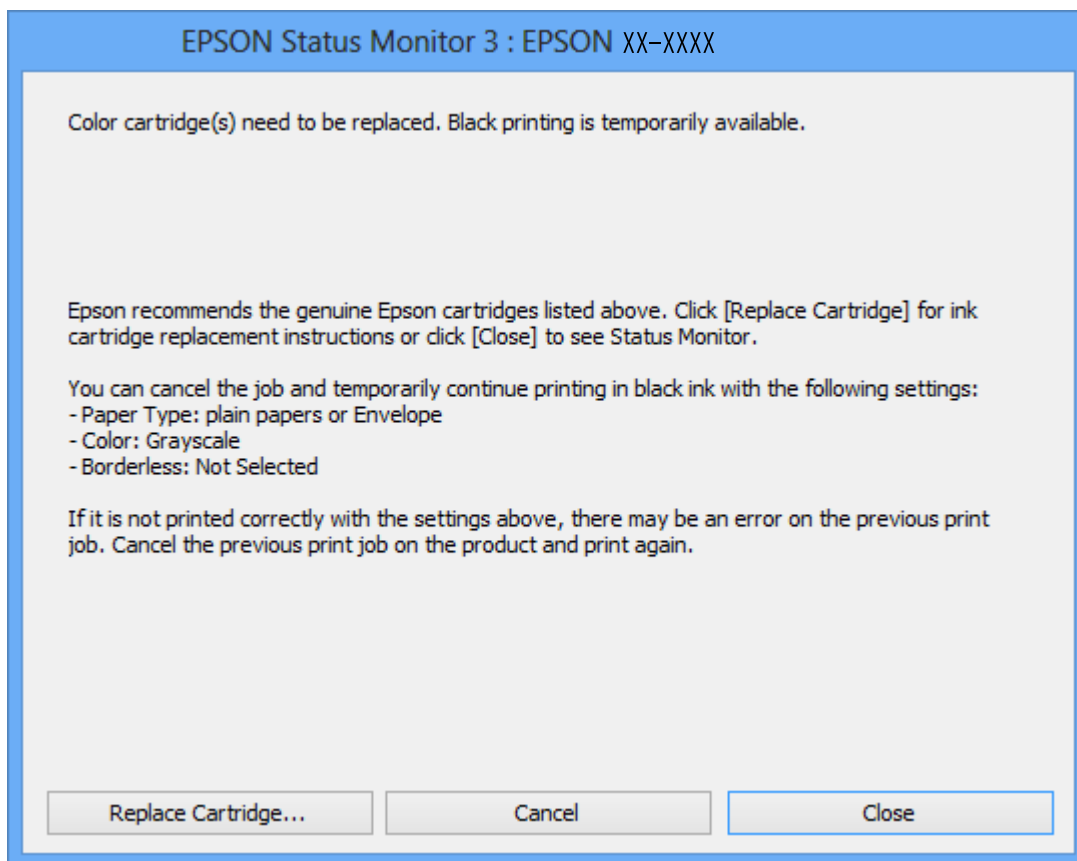 EPSON Status Monitor 3 : EPSON XX-XXXX
Color cartridge(s) need to be replaced. Black printing is temporarily available.
Epson recommends the genuine Epson cartridges listed above. Click [Replace Cartridge] for ink
cartridge replacement instructions or click [Close] to see Status Monitor.
You can cancel the job and temporarily continue printing in black ink with the following settings:
- Paper Type: plain papers or Envelope
- Color: Grayscale
- Borderless: Not Selected
If it is not printed correctly with the settings above, there may be an error on the previous print
job. Cancel the previous print job on the product and print again.
Replace Cartridge...
Cancel
Close